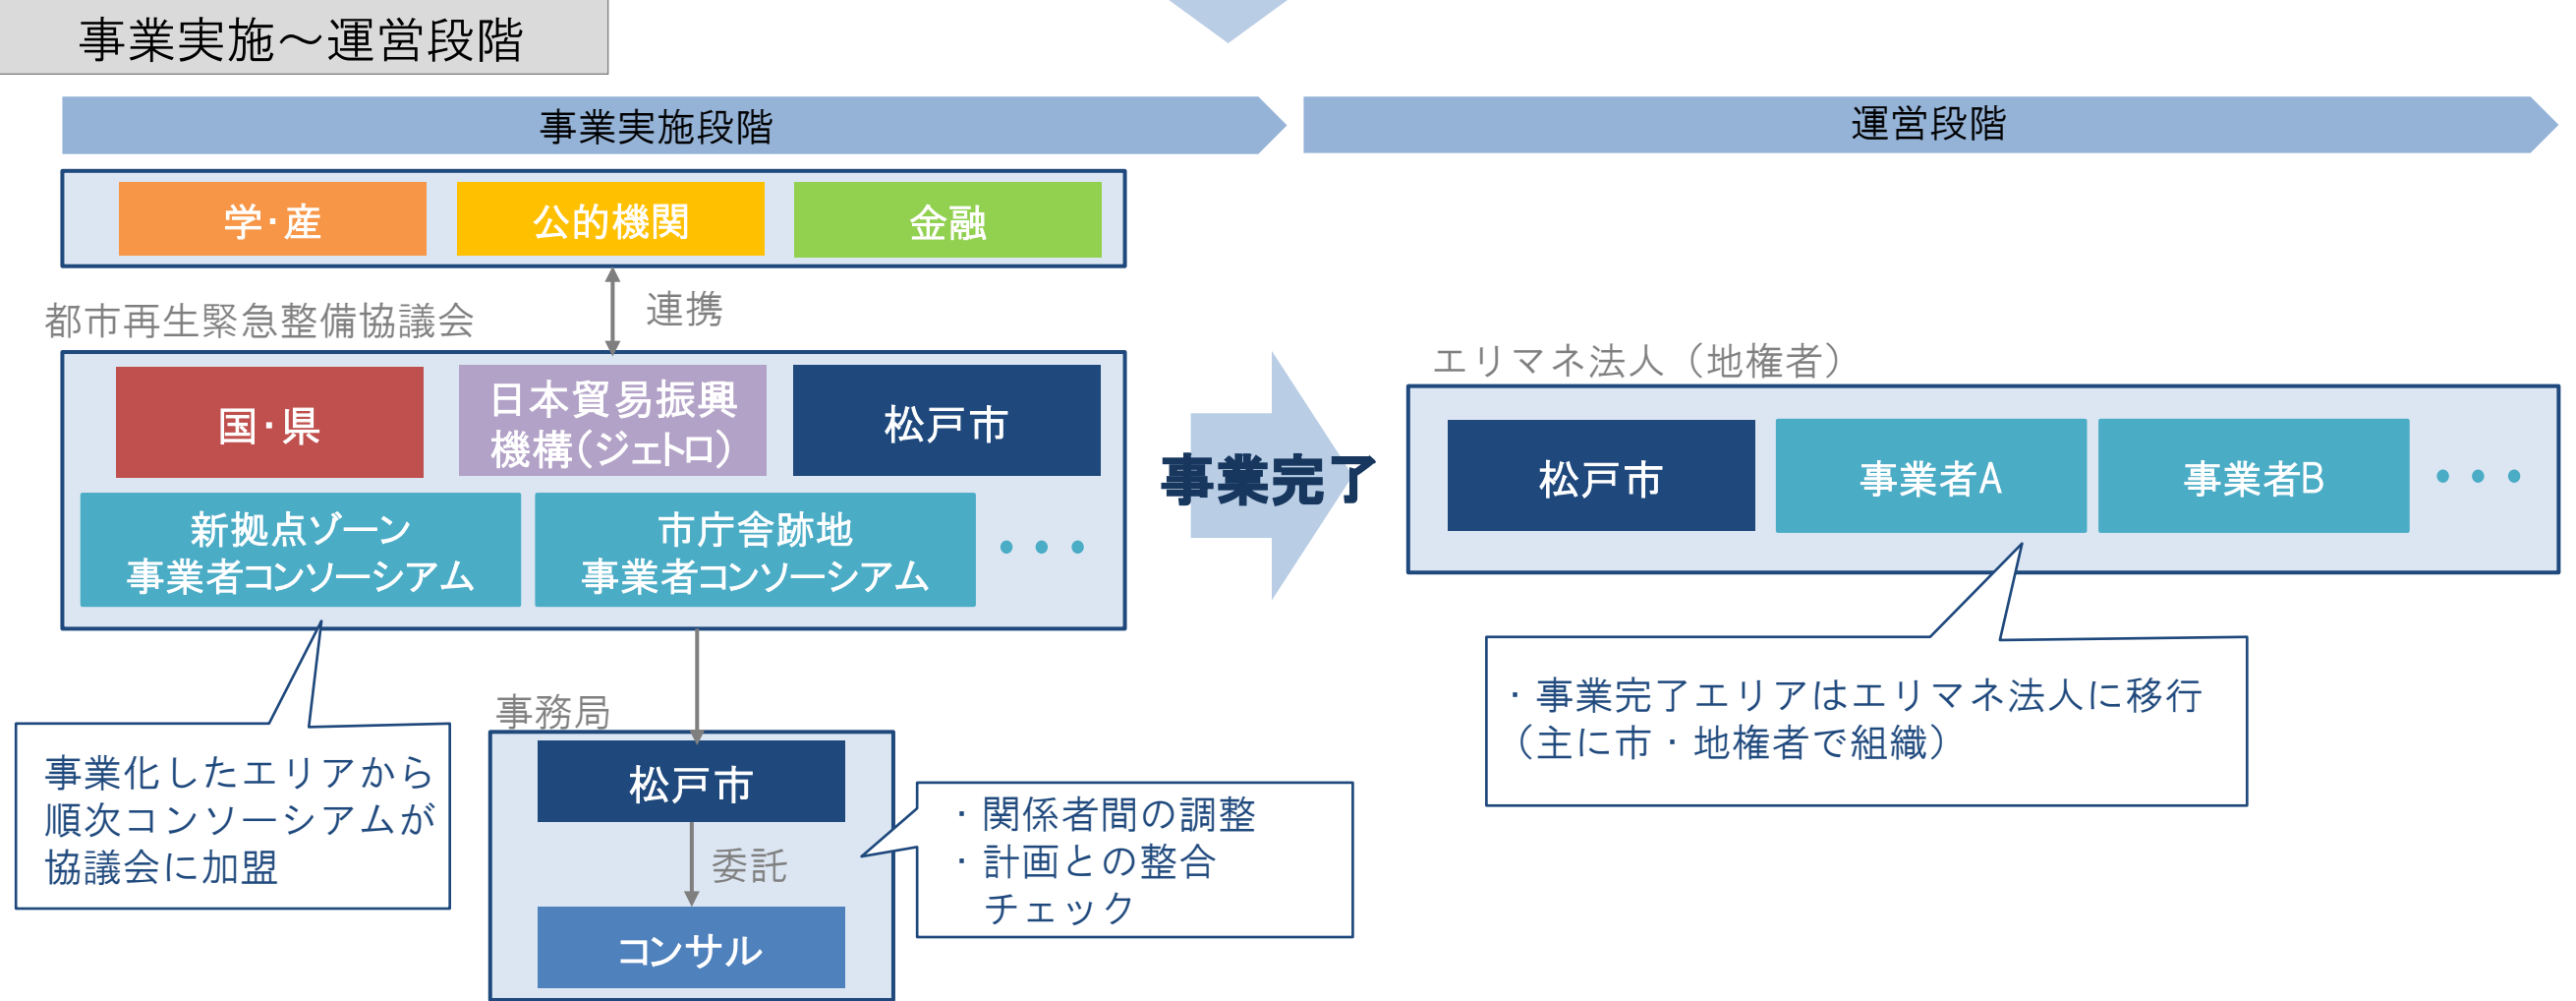 事業実施～運営段階
事業実施段階
運営段階
学・産
公的機関
金融
連携
都市再生緊急整備協議会
国・県
日本貿易振興
機構（ジェトロ）
松戸市
新拠点ゾーン
事業者コンソーシアム
市庁舎跡地
事業者コンソーシアム
・・・
事業化したエリアから
順次コンソーシアムが
協議会に加盟
事務局
松戸市
委託
コンサル
・関係者間の調整
・計画との整合
チェック
事業完了
エリマネ法人（地権者）
松戸市
事業者A
事業者B
・・・
・事業完了エリアはエリマネ法人に移行
（主に市・地権者で組織）